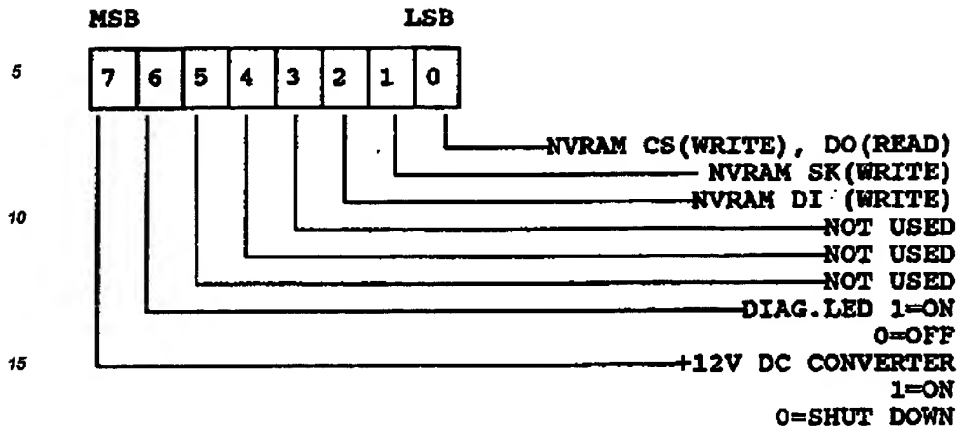 MSB LSB
5 7 6 5 4 3 2 1 0
NVRAM CS(WRITE), DO(READ)
NVRAM SK(WRITE)
NVRAM DI (WRITE)
10 NOT USED
NOT USED
NOT USED
DIAG.LED 1=ON
0=OFF
15 +12V DC CONVERTER
1=ON
0=SHUT DOWN